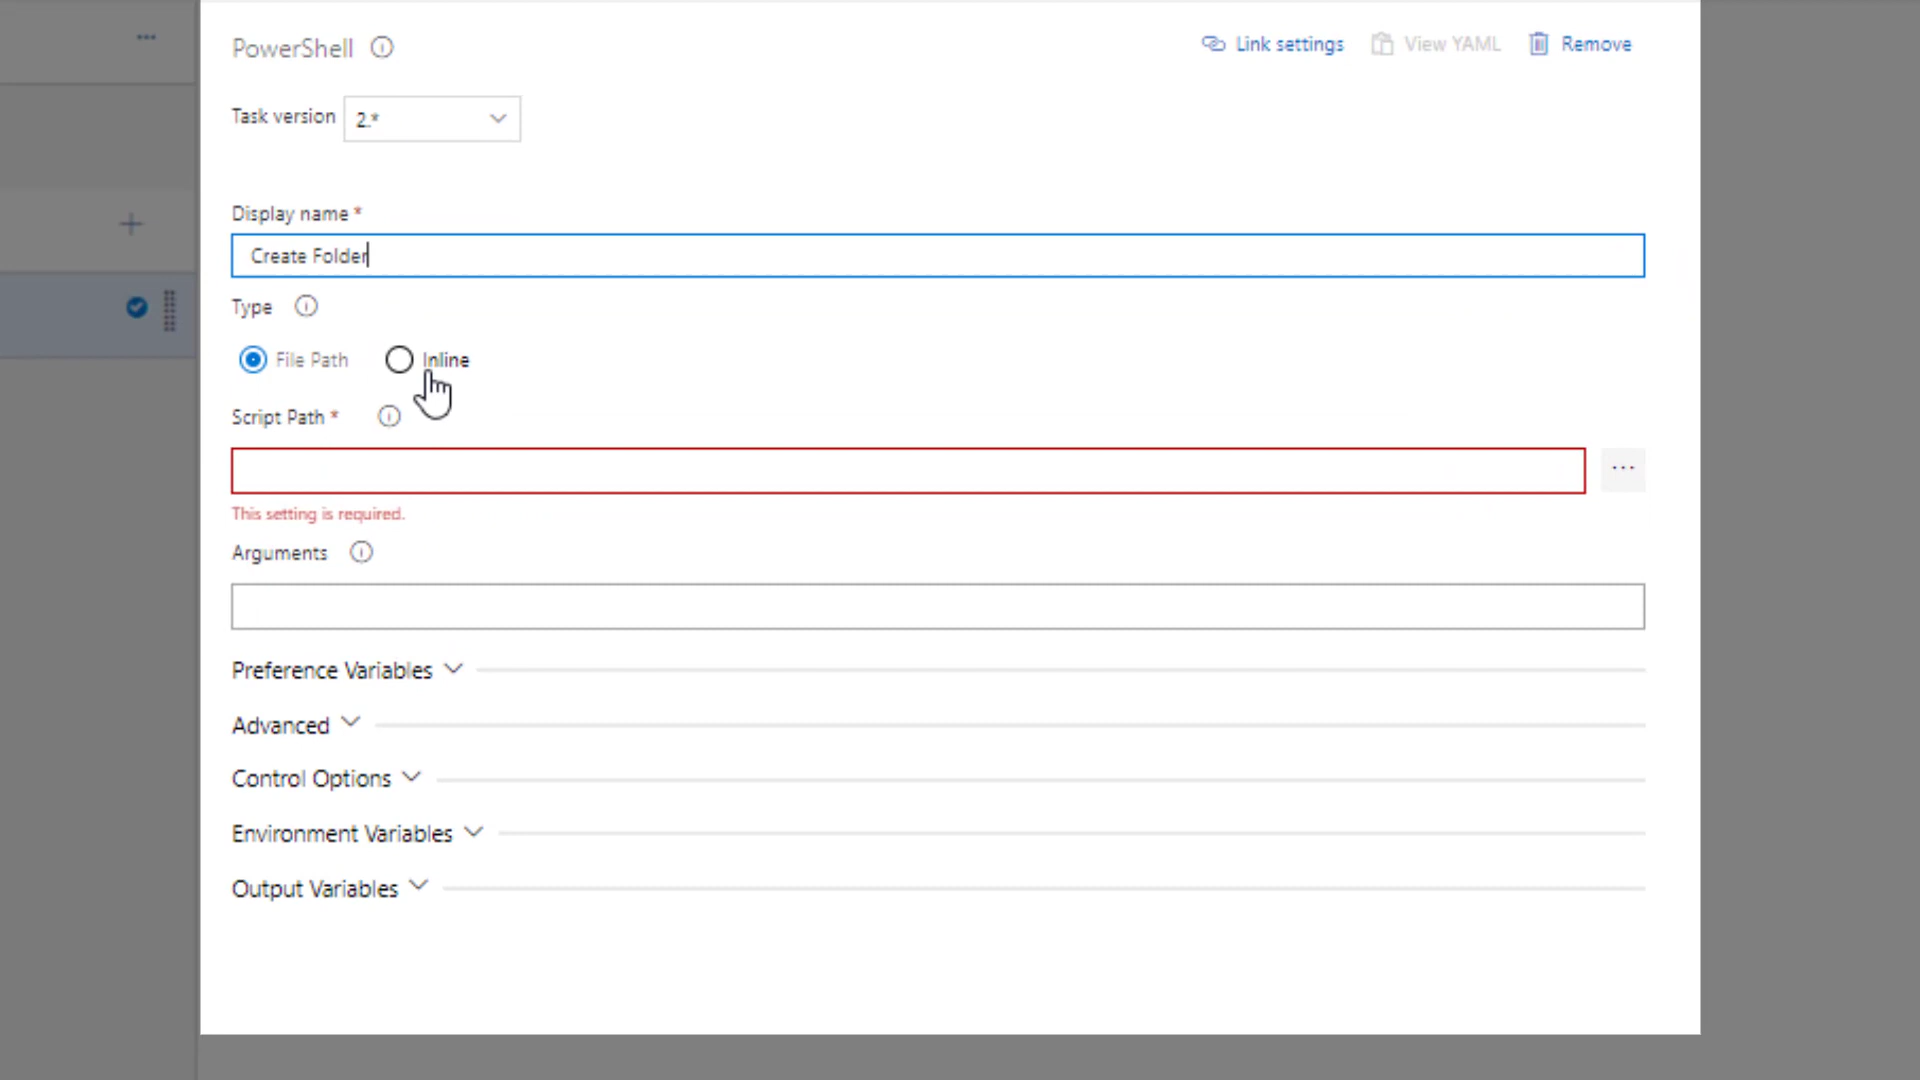 PowerShell
Link settings
View YAML
Remove
Task version 2.*
Display name *
Create Folder
Type
File Path
Inline
Script Path *
This setting is required.
Arguments
Preference Variables
Advanced
Control Options
Environment Variables
Output Variables